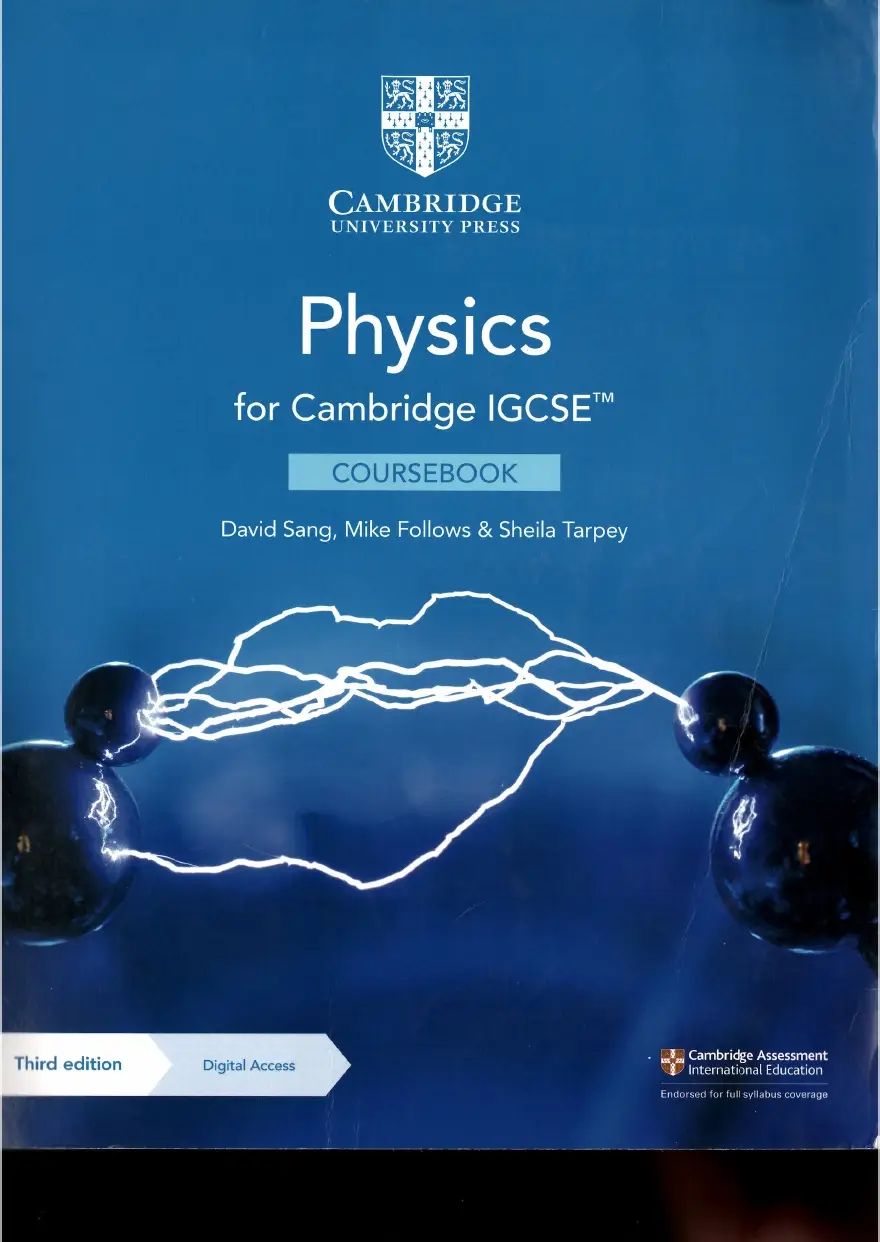 CAMBRIDGE
UNIVERSITY PRESS
Physics
for Cambridge IGCSE™
COURSEBOOK
David Sang, Mike Follows & Sheila Tarpey
Third edition
Digital Access
Cambridge Assessment
International Education
Endorsed for full syllabus coverage